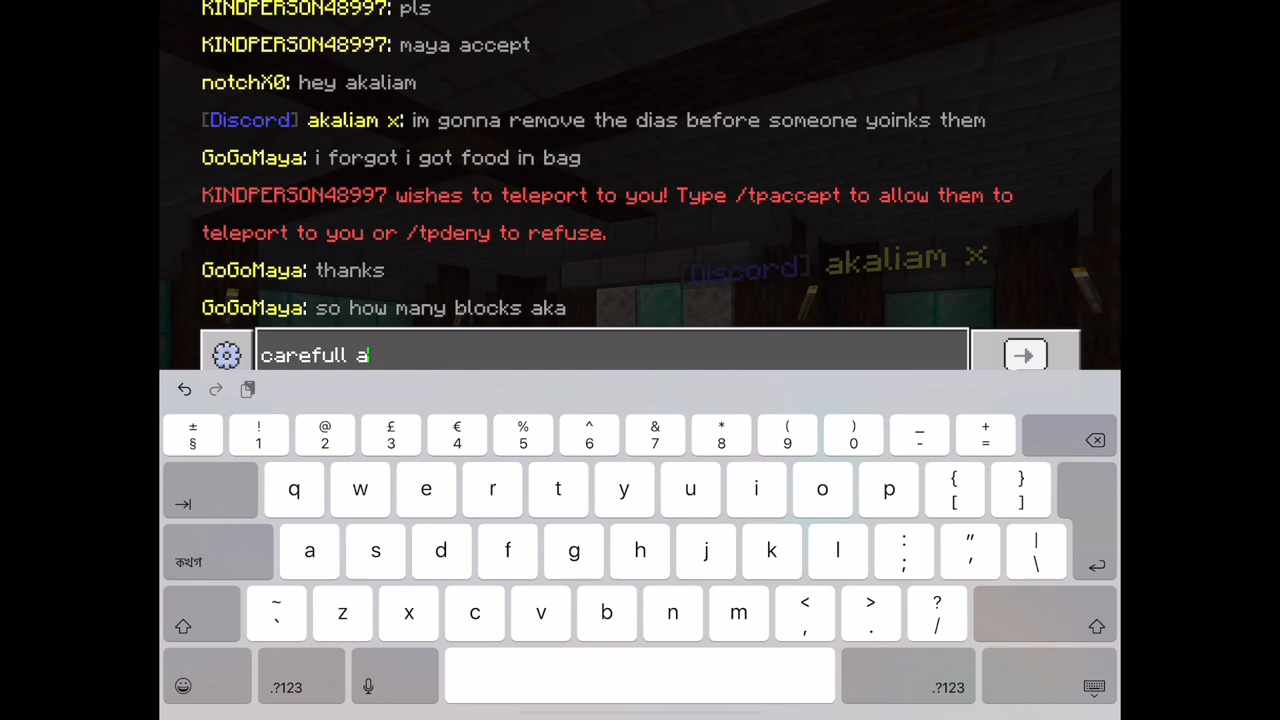 KINDPERSON48997: pls
KINDPERSON48997: maya accept
notchX0: hey akaliam
[Discord] akaliam x: im gonna remove the dias before someone yoinks them
GoGoMaya: i forgot i got food in bag
KINDPERSON48997 wishes to teleport to you! Type /tpaccept to allow them to
teleport to you or /tpdeny to refuse.
[Discord] akaliam x
GoGoMaya: thanks
GoGoMaya: so how many blocks aka
carefull a
± ! @ £ € % ^ & * ( ) _ +
§ 1 2 3 4 5 6 7 8 9 0 - =
q w e r t y u i o p { }
[ ]
কখগ a s d f g h j k l : " |
; ' \
~ z x c v b n m < > ?
` , . /
.?123 .?123